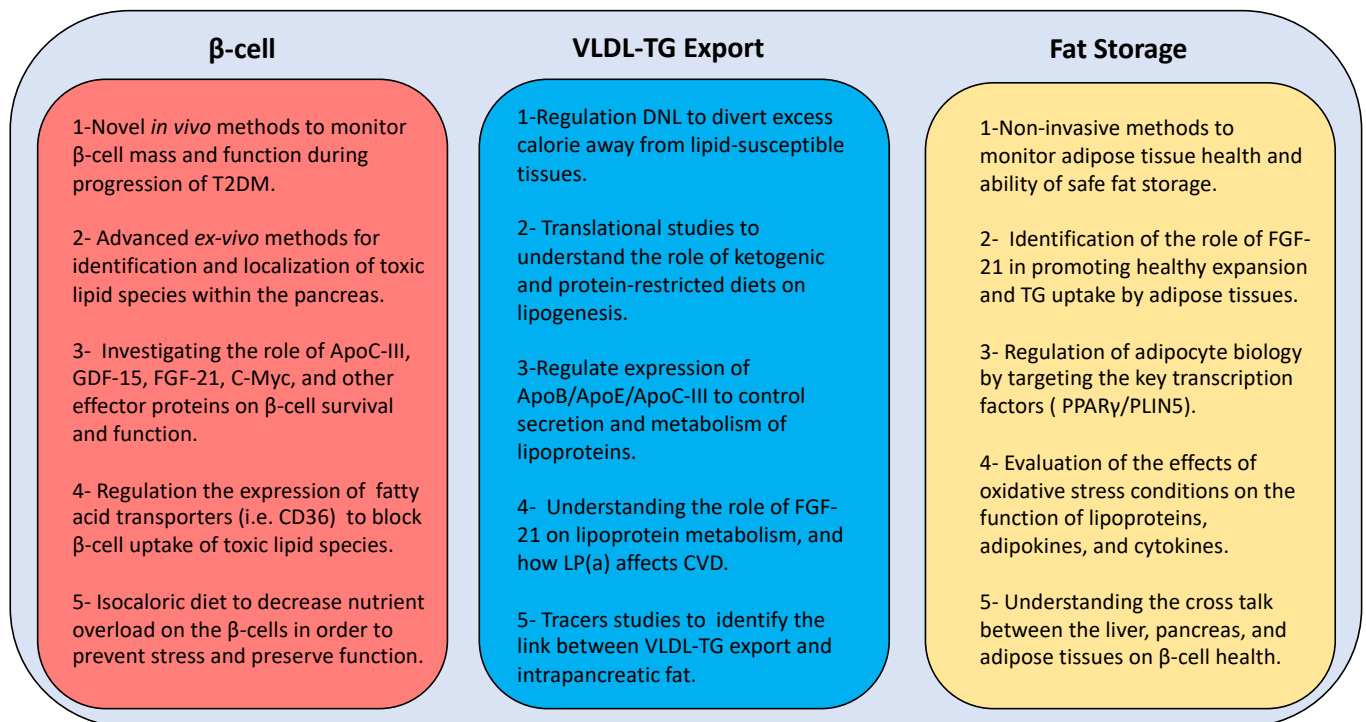 β-cell
1-Novel in vivo methods to monitor
β-cell mass and function during
progression of T2DM.
2- Advanced ex-vivo methods for
identification and localization of toxic
lipid species within the pancreas.
3- Investigating the role of ApoC-III,
GDF-15, FGF-21, C-Myc, and other
effector proteins on β-cell survival
and function.
4- Regulation the expression of fatty
acid transporters (i.e. CD36) to block
β-cell uptake of toxic lipid species.
5- Isocaloric diet to decrease nutrient
overload on the β-cells in order to
prevent stress and preserve function.
VLDL-TG Export
1-Regulation DNL to divert excess
calorie away from lipid-susceptible
tissues.
2- Translational studies to
understand the role of ketogenic
and protein-restricted diets on
lipogenesis.
3-Regulate expression of
ApoB/ApoE/ApoC-III to control
secretion and metabolism of
lipoproteins.
4- Understanding the role of FGF-
21 on lipoprotein metabolism, and
how LP(a) affects CVD.
5- Tracers studies to identify the
link between VLDL-TG export and
intrapancreatic fat.
Fat Storage
1-Non-invasive methods to
monitor adipose tissue health and
ability of safe fat storage.
2- Identification of the role of FGF-
21 in promoting healthy expansion
and TG uptake by adipose tissues.
3- Regulation of adipocyte biology
by targeting the key transcription
factors ( PPARγ/PLIN5).
4- Evaluation of the effects of
oxidative stress conditions on the
function of lipoproteins,
adipokines, and cytokines.
5- Understanding the cross talk
between the liver, pancreas, and
adipose tissues on β-cell health.